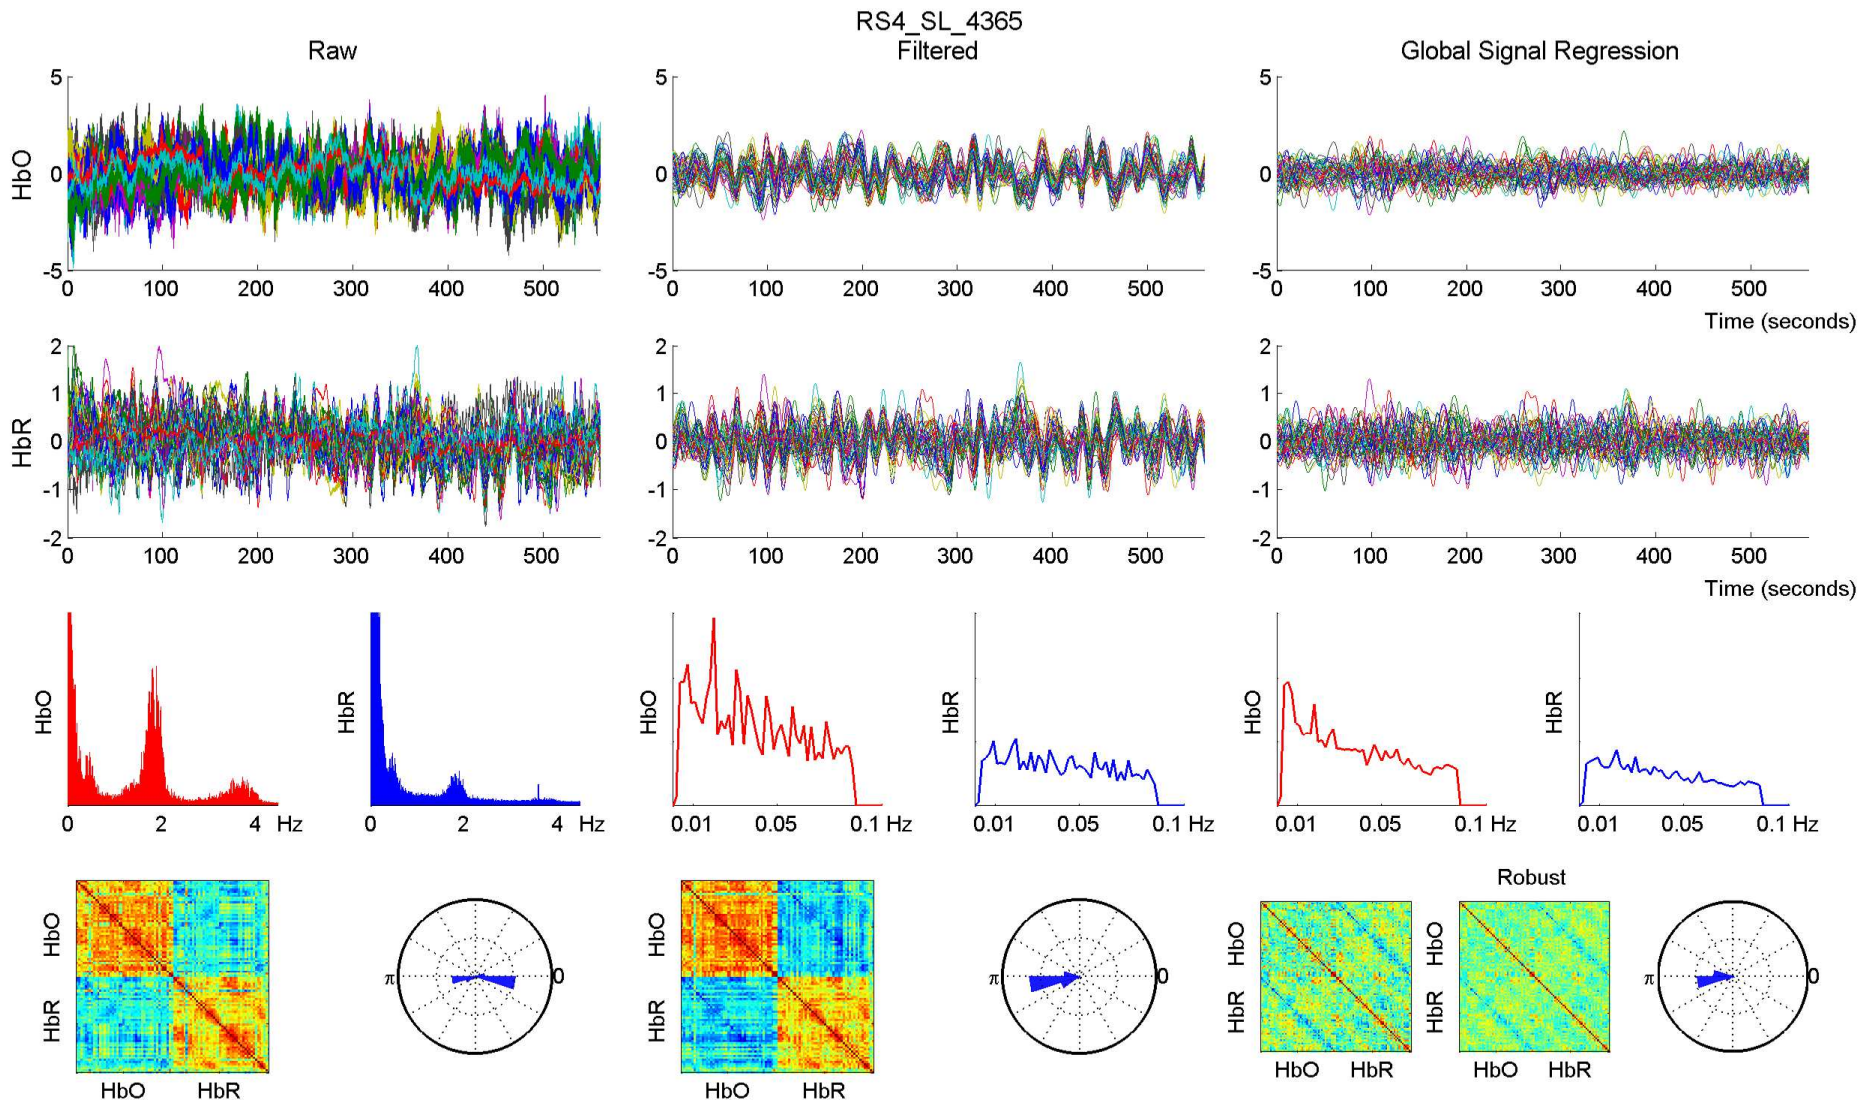 RS4_SL_4365
Raw
Filtered
Global Signal Regression
HbO
5
0
-5
0 100 200 300 400 500
5
0
-5
0 100 200 300 400 500
5
0
-5
0 100 200 300 400 500
Time (seconds)
HbR
2
1
0
-1
-2
0 100 200 300 400 500
2
1
0
-1
-2
0 100 200 300 400 500
2
1
0
-1
-2
0 100 200 300 400 500
Time (seconds)
HbO
0 2 4 Hz
HbR
0 2 4 Hz
HbO
0.01 0.05 0.1 Hz
HbR
0.01 0.05 0.1 Hz
HbO
0.01 0.05 0.1 Hz
HbR
0.01 0.05 0.1 Hz
HbO
HbR
HbO HbR
π 0
HbO
HbR
HbO HbR
π 0
HbO
HbR
HbO HbR
Robust
HbO
HbR
HbO HbR
π 0